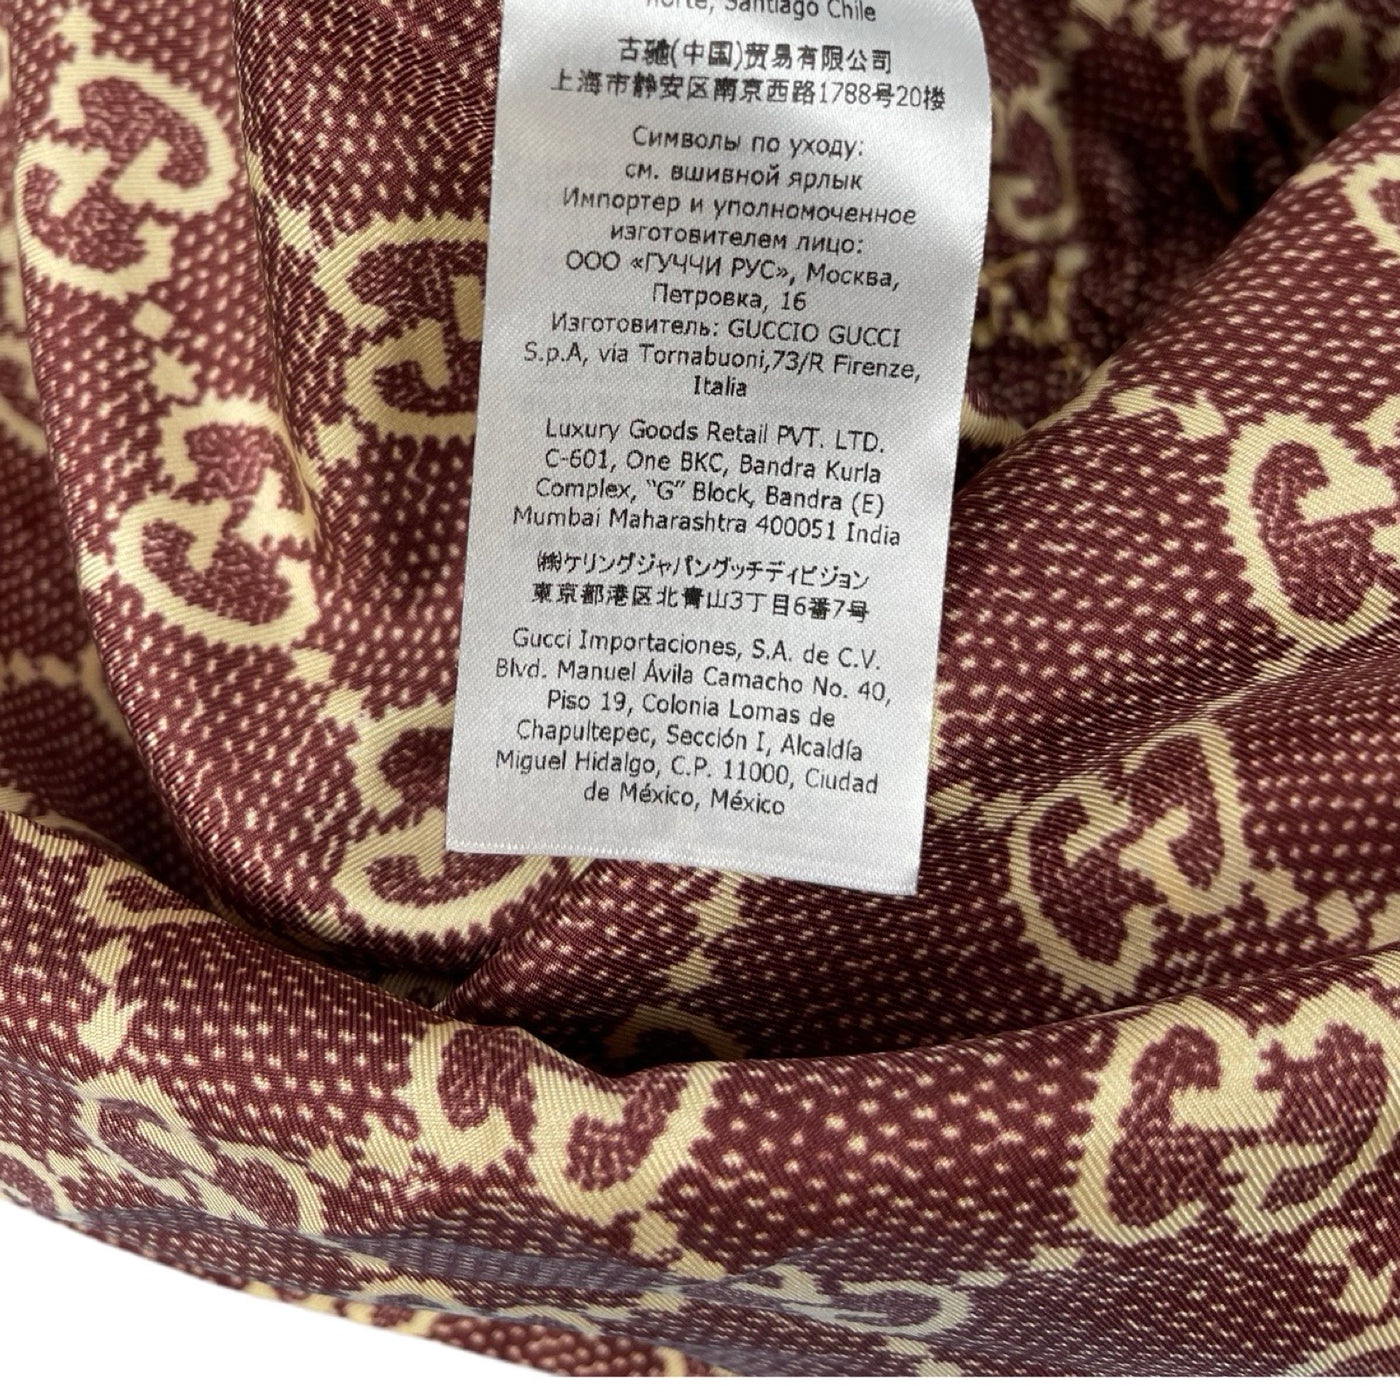 norte, Santiago Chile
古驰(中国)贸易有限公司
上海市静安区南京西路1788号20楼
Символы по уходу:
см. вшивной ярлык
Импортер и уполномоченное
изготовителем лицо:
ООО «ГУЧЧИ РУС», Москва,
Петровка, 16
Изготовитель: GUCCIO GUCCI
S.p.A, via Tornabuoni,73/R Firenze,
Italia
Luxury Goods Retail PVT. LTD.
C-601, One BKC, Bandra Kurla
Complex, "G" Block, Bandra (E)
Mumbai Maharashtra 400051 India
㈱ケリングジャパングッチディビジョン
東京都港区北青山3丁目6番7号
Gucci Importaciones, S.A. de C.V.
Blvd. Manuel Ávila Camacho No. 40,
Piso 19, Colonia Lomas de
Chapultepec, Sección I, Alcaldía
Miguel Hidalgo, C.P. 11000, Ciudad
de México, México